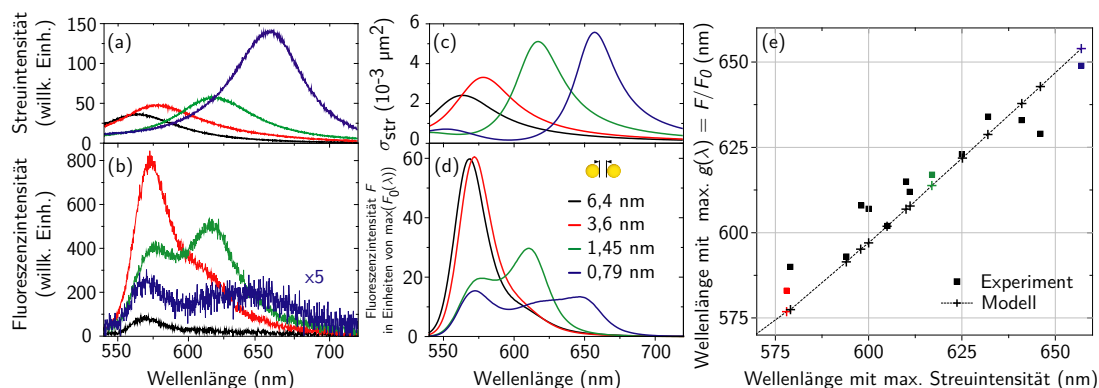 Streuintensität
(willk. Einh.)
150
100
50
0
(a)
Fluoreszenzintensität
(willk. Einh.)
800
600
400
200
0
(b)
x5
550 600 650 700
Wellenlänge (nm)
σstr (10⁻³ µm²)
6
4
2
0
(c)
Fluoreszenzintensität F
in Einheiten von max(F0(λ))
60
40
20
0
(d)
6,4 nm
3,6 nm
1,45 nm
0,79 nm
550 600 650 700
Wellenlänge (nm)
Wellenlänge mit max. g(λ) = F/F0 (nm)
650
625
600
575
(e)
Experiment
Modell
575 600 625 650
Wellenlänge mit max. Streuintensität (nm)